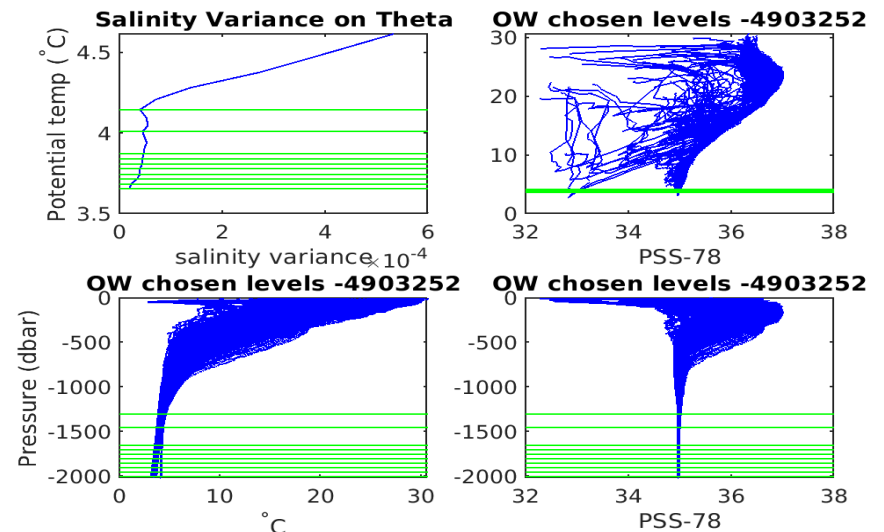 Salinity Variance on Theta
Potential temp (˚C)
4.5
4
3.5
0 2 4 6
salinity variance ×10⁻⁴
OW chosen levels -4903252
30
20
10
0
32 34 36 38
PSS-78
OW chosen levels -4903252
Pressure (dbar)
0
-500
-1000
-1500
-2000
0 10 20 30
˚C
OW chosen levels -4903252
0
-500
-1000
-1500
-2000
32 34 36 38
PSS-78